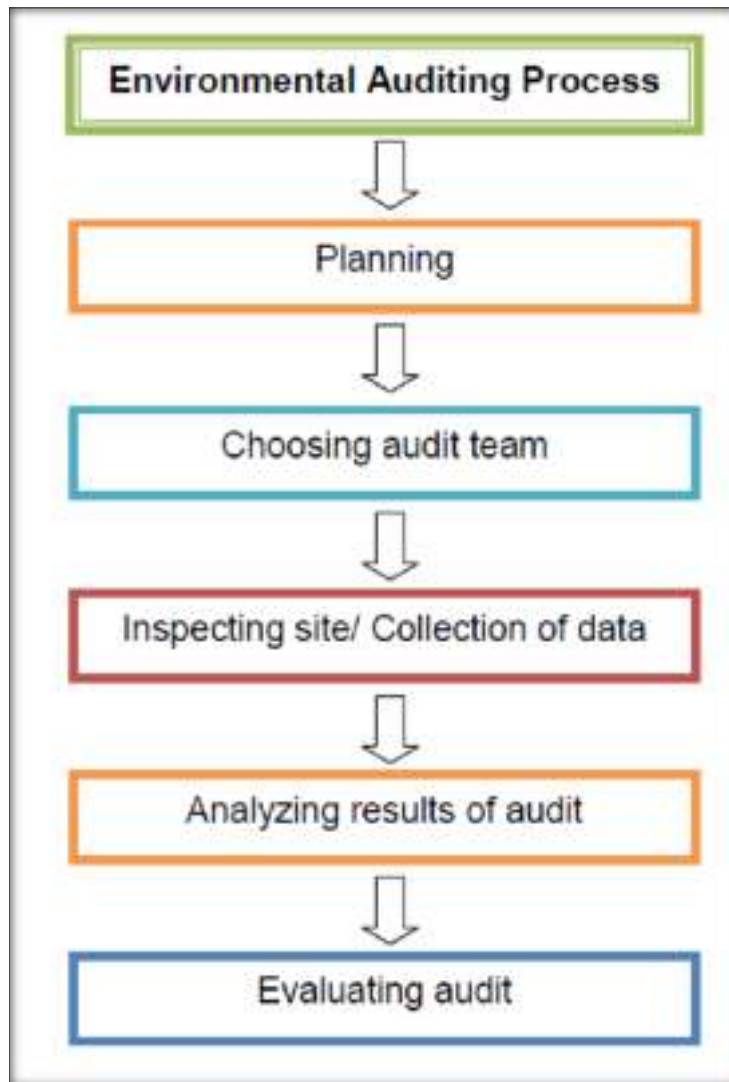 Environmental Auditing Process
Planning
Choosing audit team
Inspecting site/ Collection of data
Analyzing results of audit
Evaluating audit